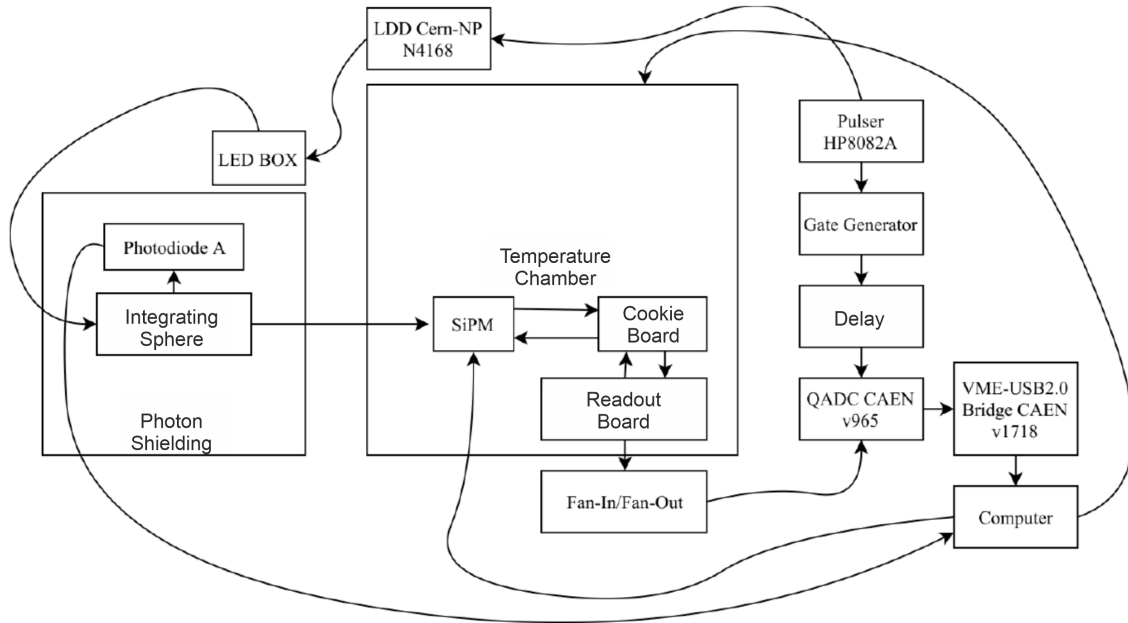 LDD Cern-NP
N4168
Pulser
HP8082A
LED BOX
Gate Generator
Photodiode A
Temperature
Chamber
Integrating
Sphere
SiPM
Cookie
Board
Delay
Readout
Board
QADC CAEN
v965
VME-USB2.0
Bridge CAEN
v1718
Photon
Shielding
Fan-In/Fan-Out
Computer